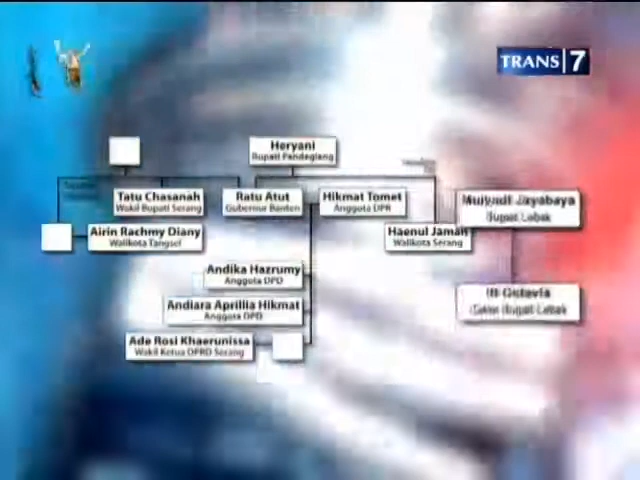 TRANS|7
Heryani
Bupati Pandeglang
Tatu Chasanah
Wakil Bupati Serang
Ratu Atut
Gubernur Banten
Hikmat Tomet
Anggota DPR
Mulyadi Jayabaya
Bupati Lebak
Airin Rachmy Diany
Walikota Tangsel
Haenul Jaman
Walikota Serang
Andika Hazrumy
Anggota DPD
Andiara Aprillia Hikmat
Anggota DPD
Iti Octavia
Calon Bupati Lebak
Ade Rosi Khaerunissa
Wakil Ketua DPRD Serang